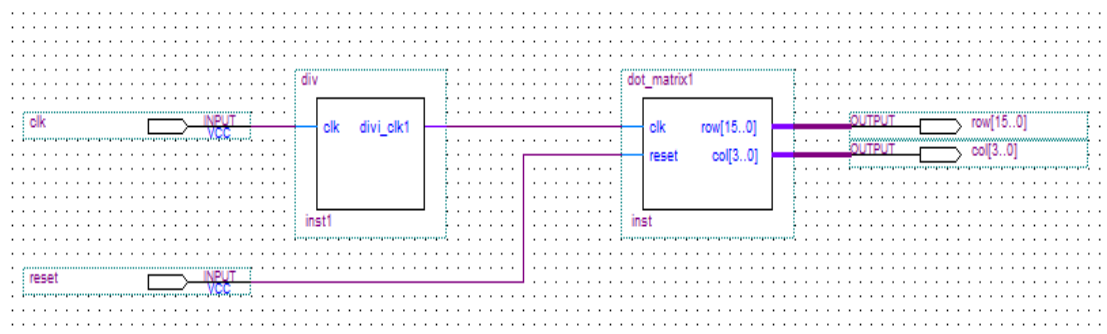 div
dot_matrix1
clk INPUT VCC
clk divi_clk1
clk row[15..0]
OUTPUT row[15..0]
reset col[3..0]
OUTPUT col[3..0]
inst1
inst
reset INPUT VCC